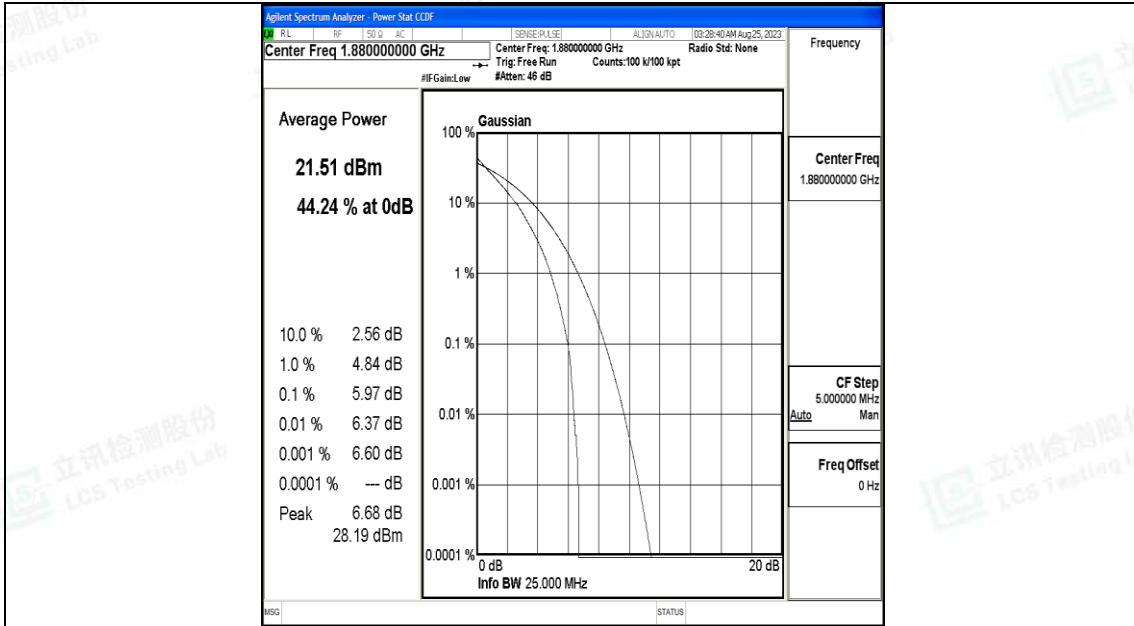 Agilent Spectrum Analyzer - Power Stat CCDF
RL RF 50 Ω AC SENSE:PULSE ALIGN AUTO 03:28:40 AM Aug 25, 2023
Center Freq 1.880000000 GHz
Center Freq: 1.880000000 GHz Radio Std: None
Trig: Free Run Counts:100 k/100 kpt
#IFGain:Low #Atten: 46 dB
Frequency
Average Power
21.51 dBm
44.24 % at 0dB
10.0 % 2.56 dB
1.0 % 4.84 dB
0.1 % 5.97 dB
0.01 % 6.37 dB
0.001 % 6.60 dB
0.0001 % --- dB
Peak 6.68 dB
28.19 dBm
Gaussian
100 %
10 %
1 %
0.1 %
0.01 %
0.001 %
0.0001 %
0 dB 20 dB
Info BW 25.000 MHz
Center Freq
1.880000000 GHz
CF Step
5.000000 MHz
Auto Man
Freq Offset
0 Hz
MSG STATUS
立讯检测股份
LCS Testing Lab
立讯检测股份
LCS Testing L